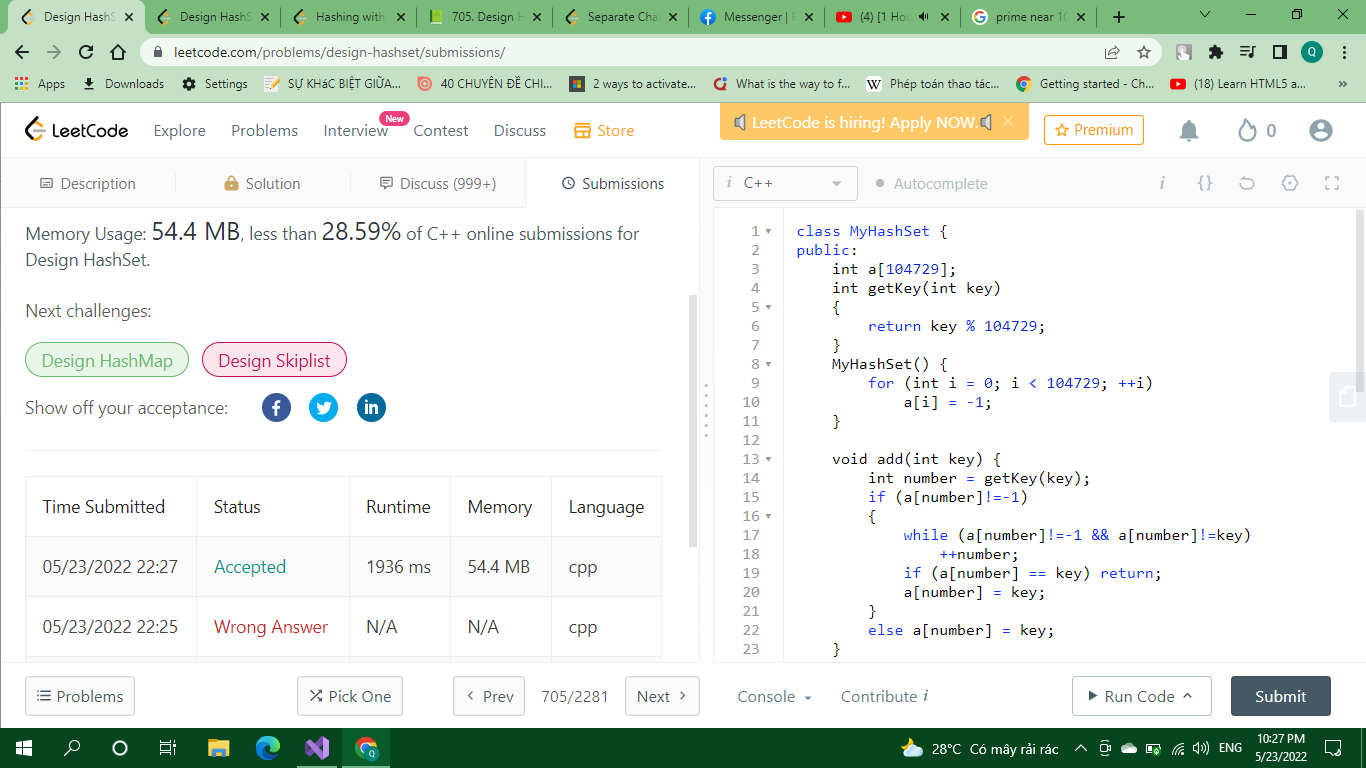 Design HashS
Design HashS
Hashing with
705. Design H
Separate Cha
Messenger | F
(4) [1 Hou
prime near 10
leetcode.com/problems/design-hashset/submissions/
Q
Apps
Downloads
Settings
SỰ KHáC BIỆT GIỮA...
40 CHUYÊN ĐỀ CHI...
2 ways to activate...
What is the way to f...
Phép toán thao tác...
Getting started - Ch...
(18) Learn HTML5 a...
»
LeetCode
Explore
Problems
Interview
New
Contest
Discuss
Store
LeetCode is hiring! Apply NOW.
Premium
0
Description
Solution
Discuss (999+)
Submissions
i C++
Autocomplete
Memory Usage: 54.4 MB, less than 28.59% of C++ online submissions for
Design HashSet.
Next challenges:
Design HashMap
Design Skiplist
Show off your acceptance:
Time Submitted Status Runtime Memory Language
05/23/2022 22:27 Accepted 1936 ms 54.4 MB cpp
05/23/2022 22:25 Wrong Answer N/A N/A cpp
1 class MyHashSet {
2 public:
3 int a[104729];
4 int getKey(int key)
5 {
6 return key % 104729;
7 }
8 MyHashSet() {
9 for (int i = 0; i < 104729; ++i)
10 a[i] = -1;
11 }
12
13 void add(int key) {
14 int number = getKey(key);
15 if (a[number]!=-1)
16 {
17 while (a[number]!=-1 && a[number]!=key)
18 ++number;
19 if (a[number] == key) return;
20 a[number] = key;
21 }
22 else a[number] = key;
23 }
Problems
Pick One
Prev
705/2281
Next
Console
Contribute i
Run Code
Submit
28°C Có mây rải rác
ENG
10:27 PM
5/23/2022